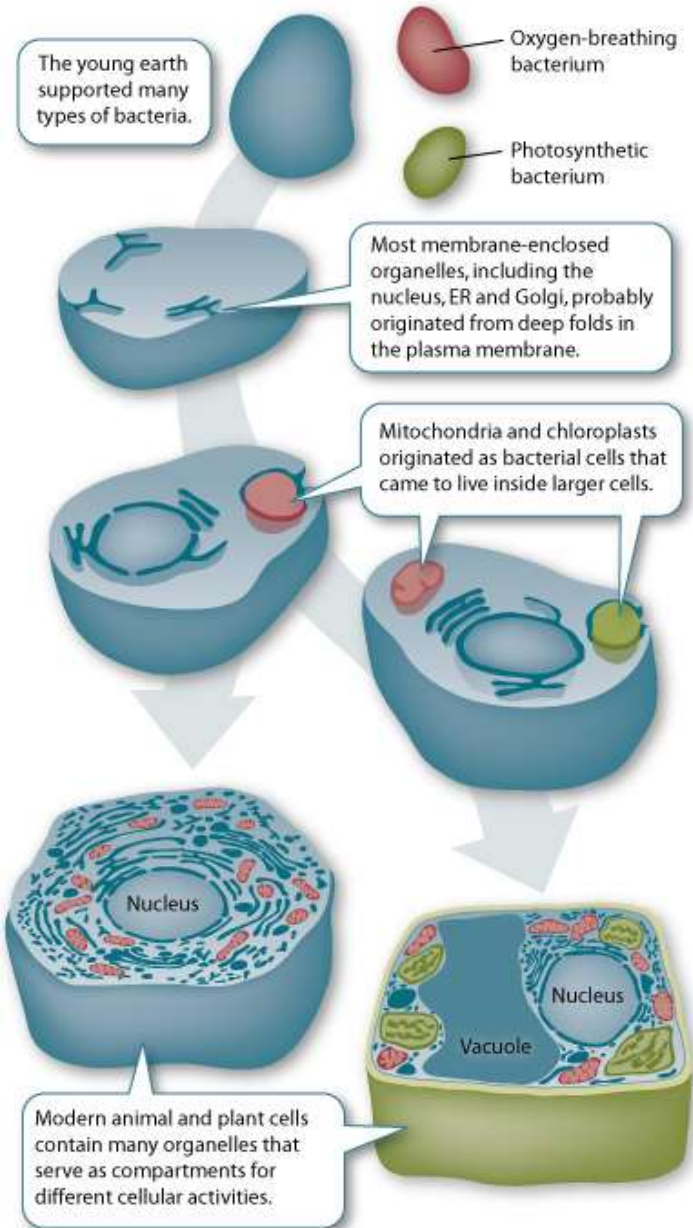 The young earth
supported many
types of bacteria.
Oxygen-breathing
bacterium
Photosynthetic
bacterium
Most membrane-enclosed
organelles, including the
nucleus, ER and Golgi, probably
originated from deep folds in
the plasma membrane.
Mitochondria and chloroplasts
originated as bacterial cells that
came to live inside larger cells.
Nucleus
Nucleus
Vacuole
Modern animal and plant cells
contain many organelles that
serve as compartments for
different cellular activities.